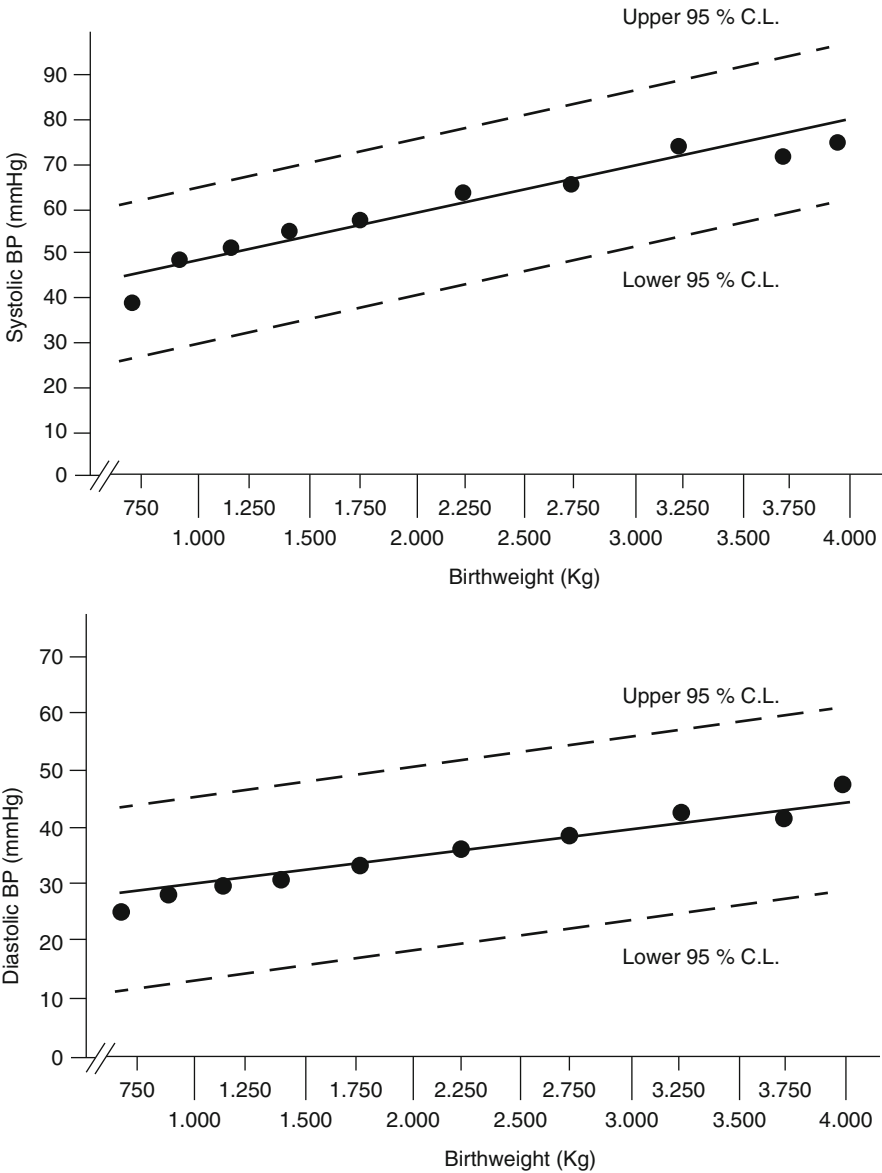 Upper 95 % C.L.
90
80
70
60
50
40
30
20
10
0
Systolic BP (mmHg)
Lower 95 % C.L.
750 1.250 1.750 2.250 2.750 3.250 3.750
1.000 1.500 2.000 2.500 3.000 3.500 4.000
Birthweight (Kg)
70
60
50
40
30
20
10
0
Diastolic BP (mmHg)
Upper 95 % C.L.
Lower 95 % C.L.
750 1.250 1.750 2.250 2.750 3.250 3.750
1.000 1.500 2.000 2.500 3.000 3.500 4.000
Birthweight (Kg)